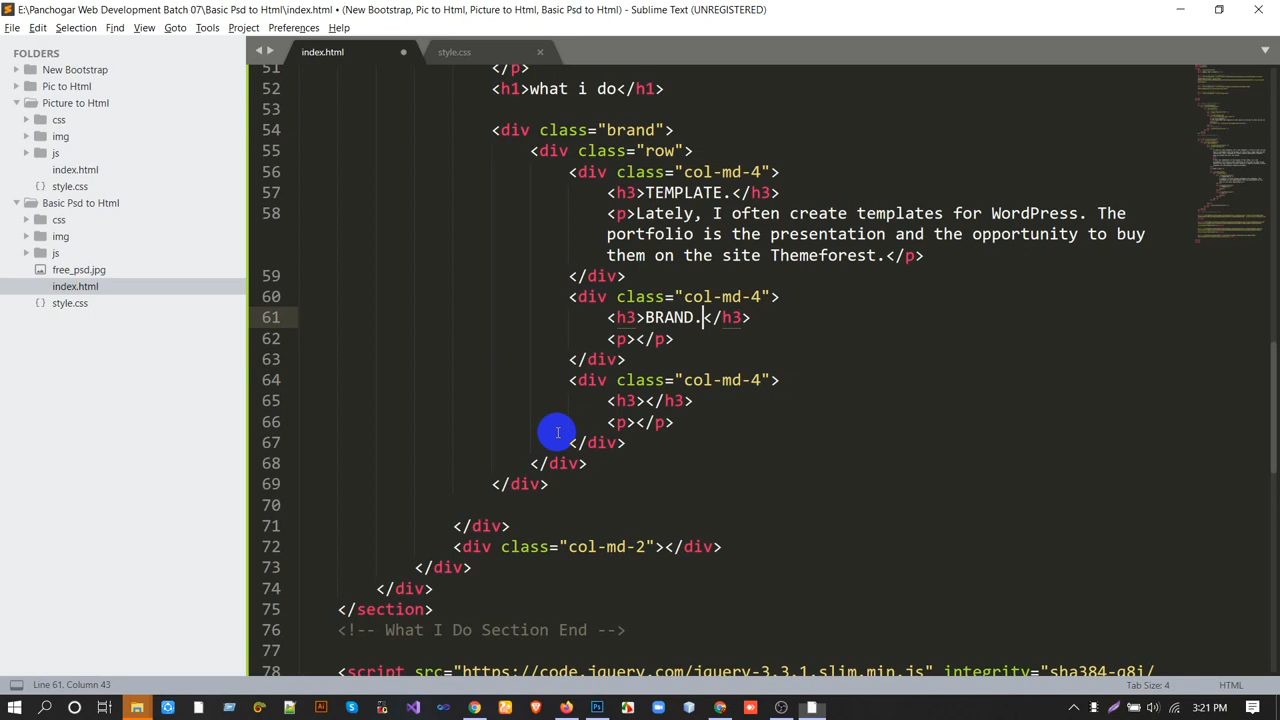 E:\Panchogar Web Development Batch 07\Basic Psd to Html\index.html • (New Bootstrap, Pic to Html, Picture to Html, Basic Psd to Html) - Sublime Text (UNREGISTERED)
File Edit Selection Find View Goto Tools Project Preferences Help
FOLDERS
New Bootstrap
Pic to Html
Picture to Html
css
img
js
index.html
style.css
Basic Psd to Html
css
img
js
free_psd.jpg
index.html
style.css
index.html
style.css
51 </p>
52 <h1>what i do</h1>
53
54 <div class="brand">
55 <div class="row">
56 <div class="col-md-4">
57 <h3>TEMPLATE.</h3>
58 <p>Lately, I often create templates for WordPress. The
portfolio is the presentation and the opportunity to buy
them on the site Themeforest.</p>
59 </div>
60 <div class="col-md-4">
61 <h3>BRAND.</h3>
62 <p></p>
63 </div>
64 <div class="col-md-4">
65 <h3></h3>
66 <p></p>
67 </div>
68 </div>
69 </div>
70
71 </div>
72 <div class="col-md-2"></div>
73 </div>
74 </div>
75 </section>
76 <!-- What I Do Section End -->
77
78 <script src="https://code.jquery.com/jquery-3.3.1.slim.min.js" integrity="sha384-q8i/
Line 61, Column 43
Tab Size: 4
HTML
3:21 PM